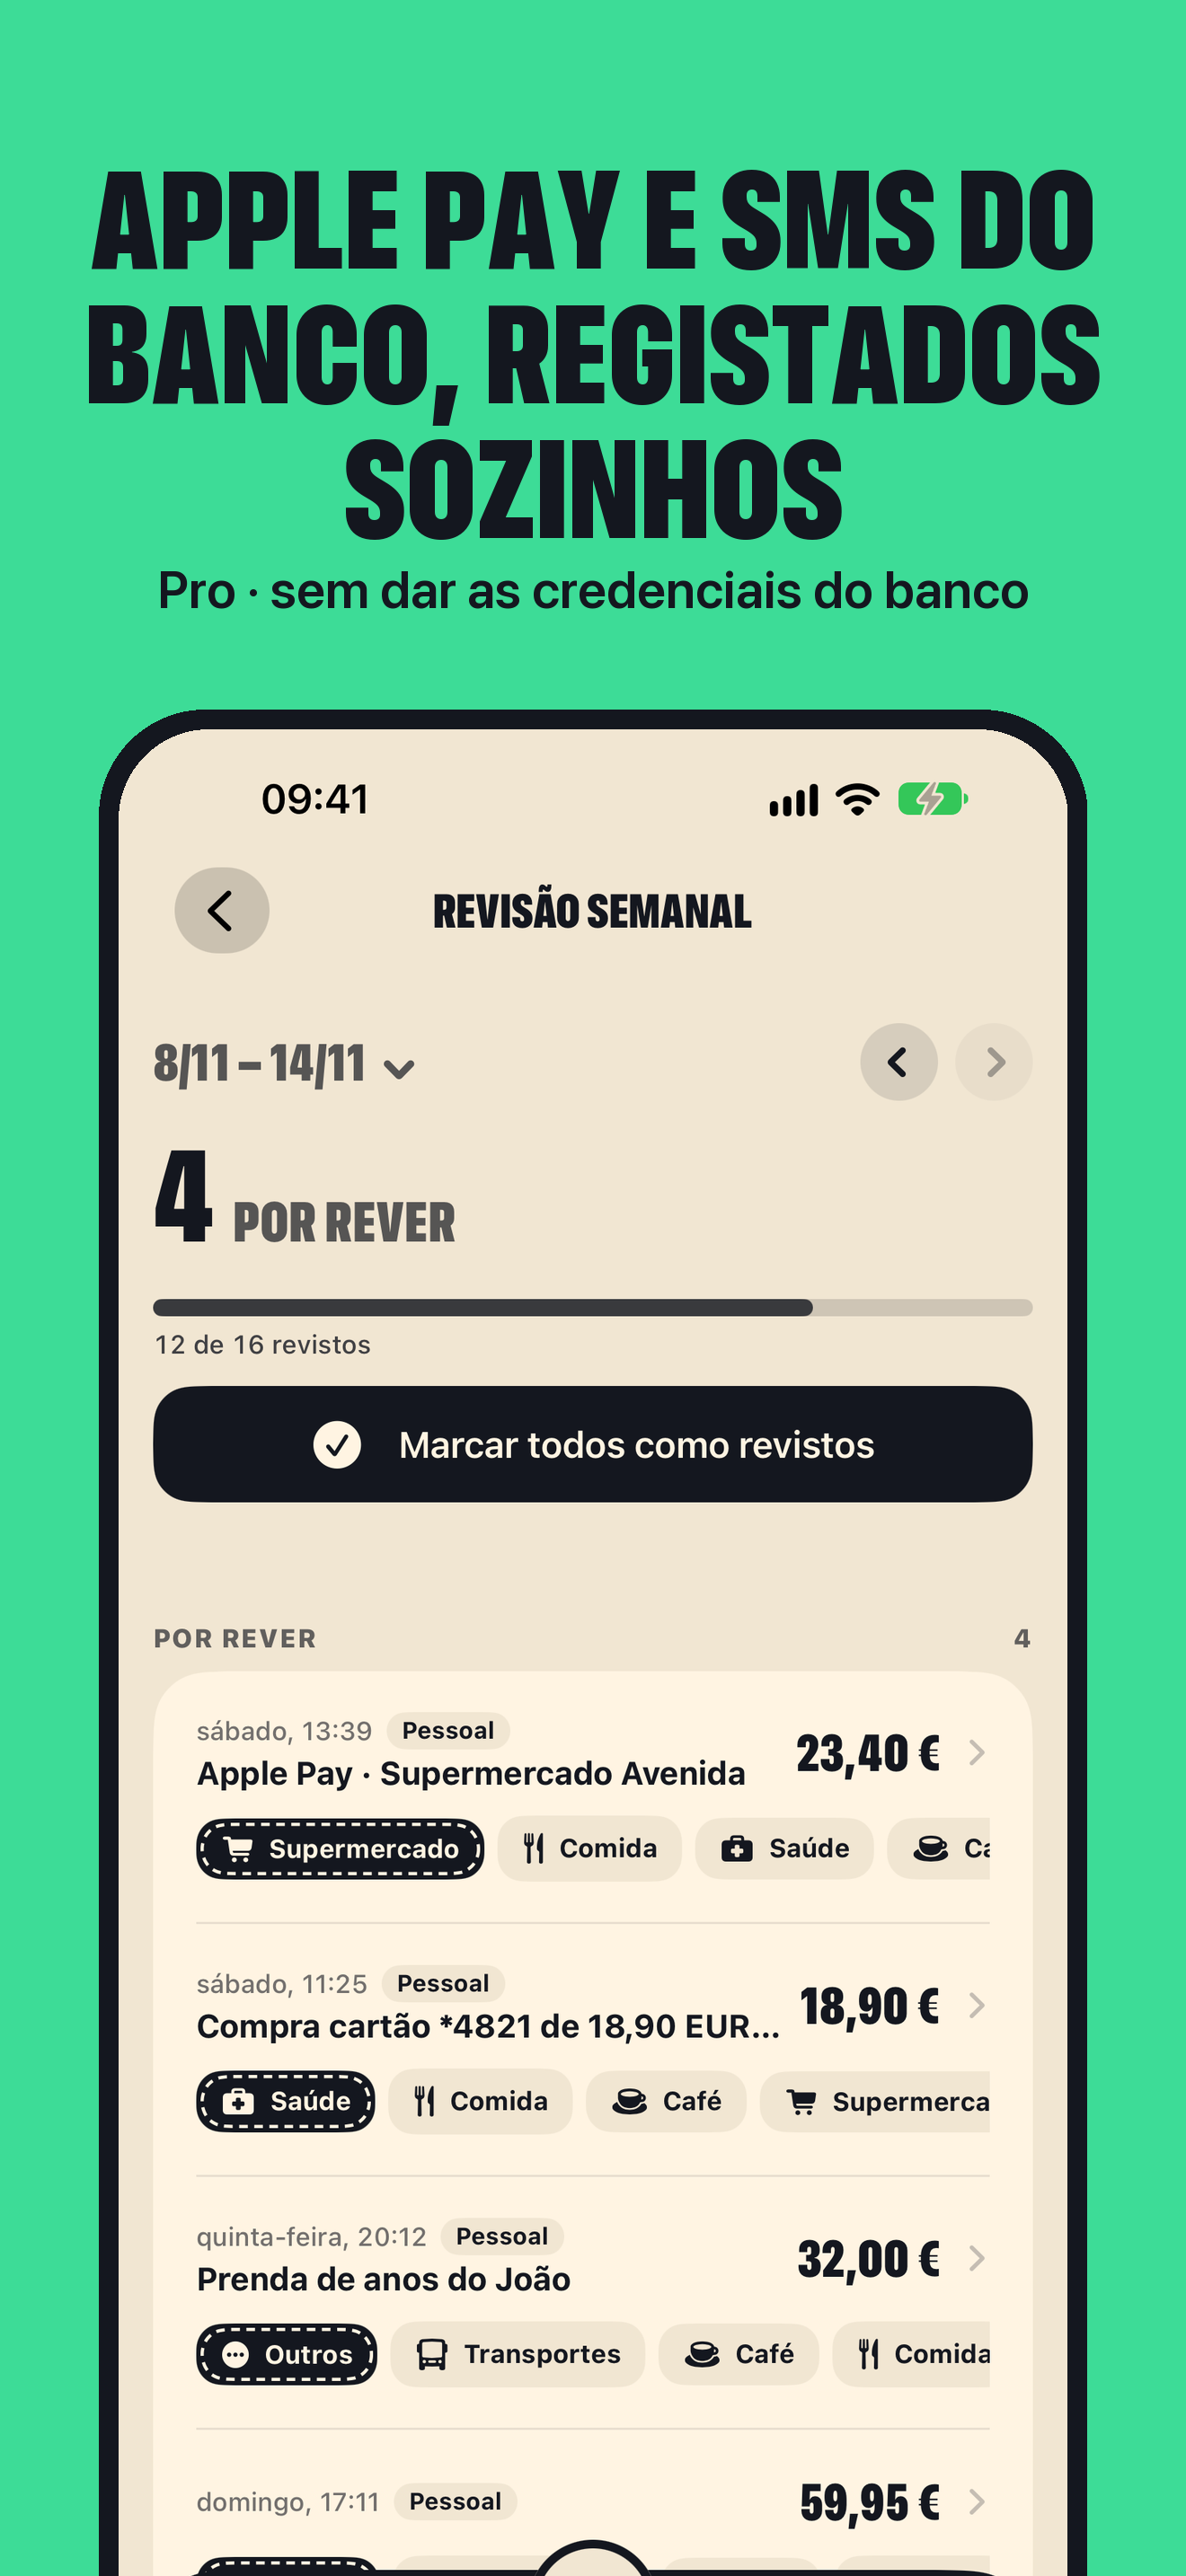 APPLE PAY E SMS DO
BANCO, REGISTADOS
SOZINHOS
Pro · sem dar as credenciais do banco
09:41
REVISÃO SEMANAL
8/11 – 14/11
4 POR REVER
12 de 16 revistos
Marcar todos como revistos
POR REVER 4
sábado, 13:39 Pessoal
Apple Pay · Supermercado Avenida 23,40 €
Supermercado Comida Saúde Ca
sábado, 11:25 Pessoal
Compra cartão *4821 de 18,90 EUR... 18,90 €
Saúde Comida Café Supermerca
quinta-feira, 20:12 Pessoal
Prenda de anos do João 32,00 €
Outros Transportes Café Comida
domingo, 17:11 Pessoal 59,95 €